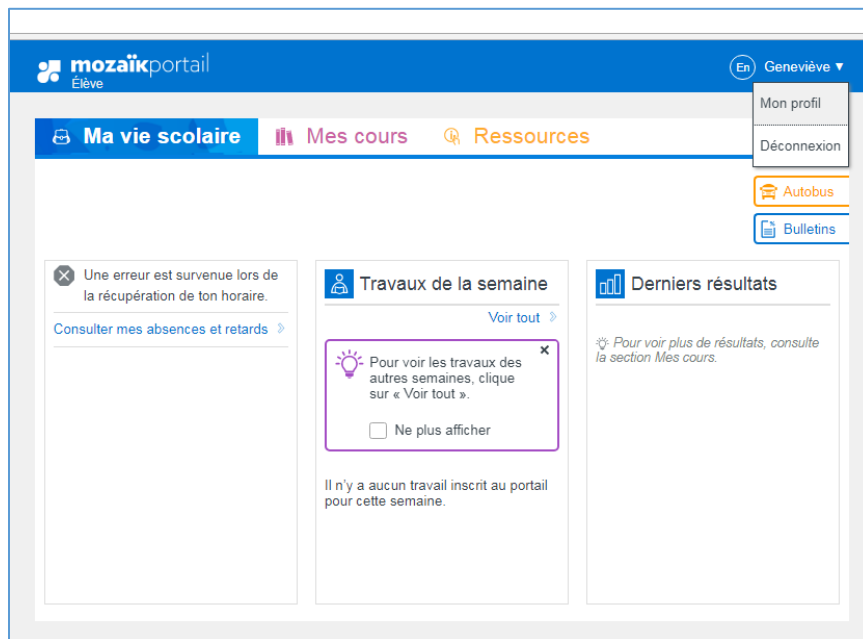 mozaïkportail
Élève
En Geneviève ▼
Mon profil
Déconnexion
Ma vie scolaire
Mes cours
Ressources
Autobus
Bulletins
Une erreur est survenue lors de
la récupération de ton horaire.
Consulter mes absences et retards
Travaux de la semaine
Voir tout
Pour voir les travaux des
autres semaines, clique
sur « Voir tout ».
Ne plus afficher
Il n'y a aucun travail inscrit au portail
pour cette semaine.
Derniers résultats
Pour voir plus de résultats, consulte
la section Mes cours.